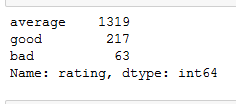 average    1319
good        217
bad          63
Name: rating, dtype: int64